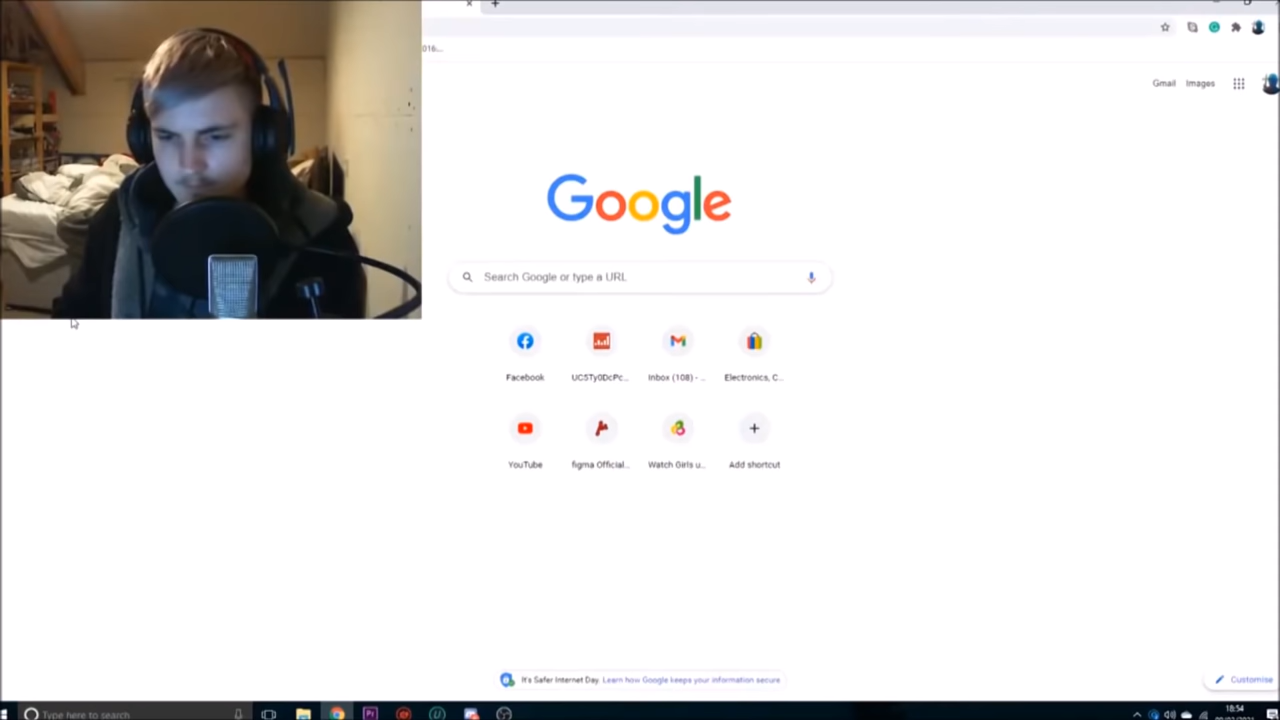 016...
Gmail Images
Google
Search Google or type a URL
Facebook UC5Ty0DcPc... Inbox (108) - ... Electronics, C...
YouTube figma Official... Watch Girls u... Add shortcut
It's Safer Internet Day. Learn how Google keeps your information secure
Customise
Type here to search
18:54